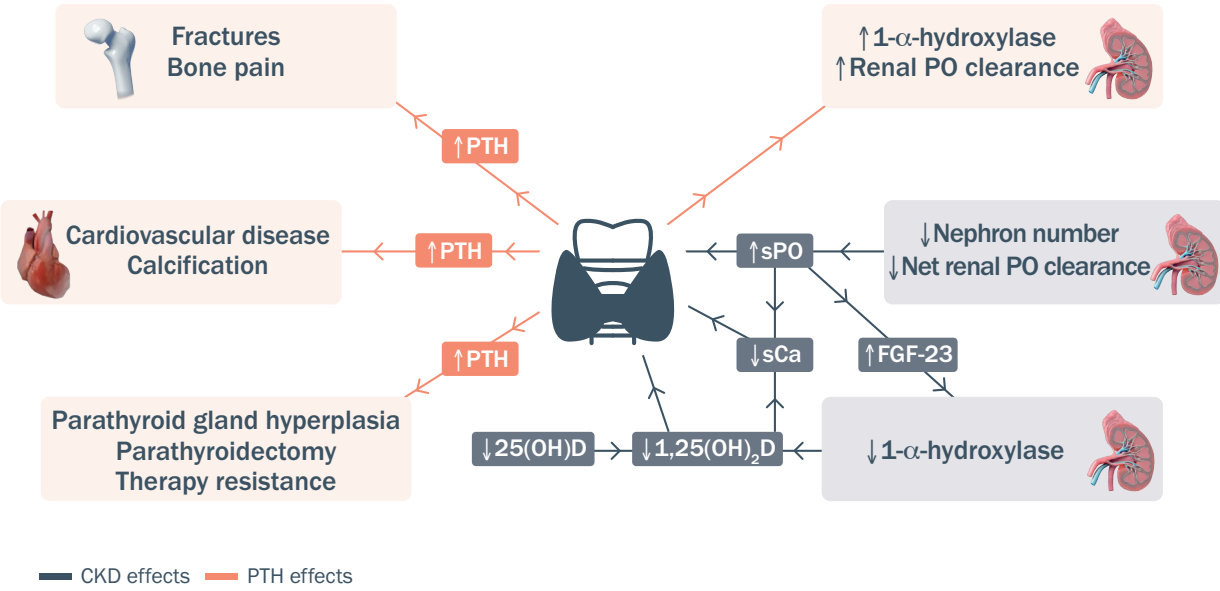 Fractures
Bone pain
↑1-α-hydroxylase
↑Renal PO clearance
↑PTH
Cardiovascular disease
Calcification
↑PTH
↑sPO
↓Nephron number
↓Net renal PO clearance
↑PTH
↓sCa
↑FGF-23
Parathyroid gland hyperplasia
Parathyroidectomy
Therapy resistance
↓25(OH)D
↓1,25(OH)₂D
↓1-α-hydroxylase
CKD effects
PTH effects